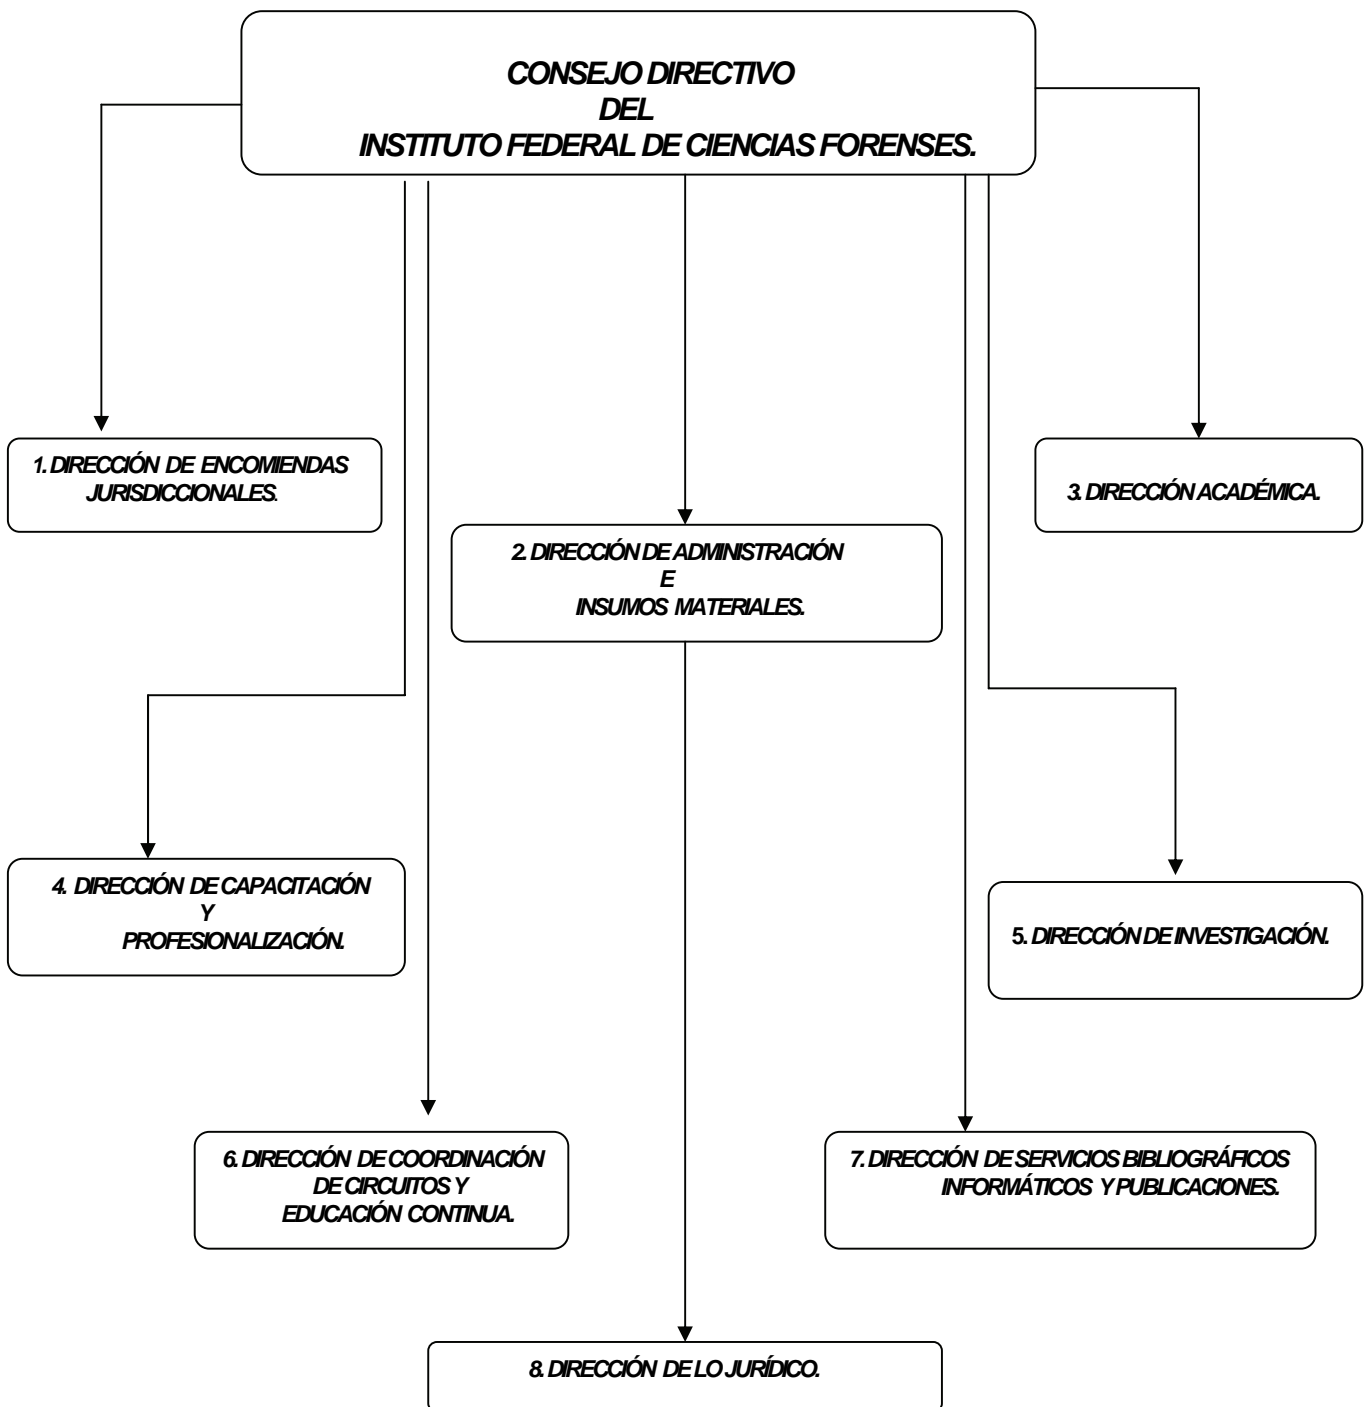 CONSEJO DIRECTIVO
DEL
INSTITUTO FEDERAL DE CIENCIAS FORENSES.
1. DIRECCIÓN DE ENCOMIENDAS
JURISDICCIONALES.
3. DIRECCIÓN ACADÉMICA.
2. DIRECCIÓN DE ADMINISTRACIÓN
E
INSUMOS MATERIALES.
4. DIRECCIÓN DE CAPACITACIÓN
Y
PROFESIONALIZACIÓN.
5. DIRECCIÓN DE INVESTIGACIÓN.
6. DIRECCIÓN DE COORDINACIÓN
DE CIRCUITOS Y
EDUCACIÓN CONTINUA.
7. DIRECCIÓN DE SERVICIOS BIBLIOGRÁFICOS
INFORMÁTICOS Y PUBLICACIONES.
8. DIRECCIÓN DE LO JURÍDICO.